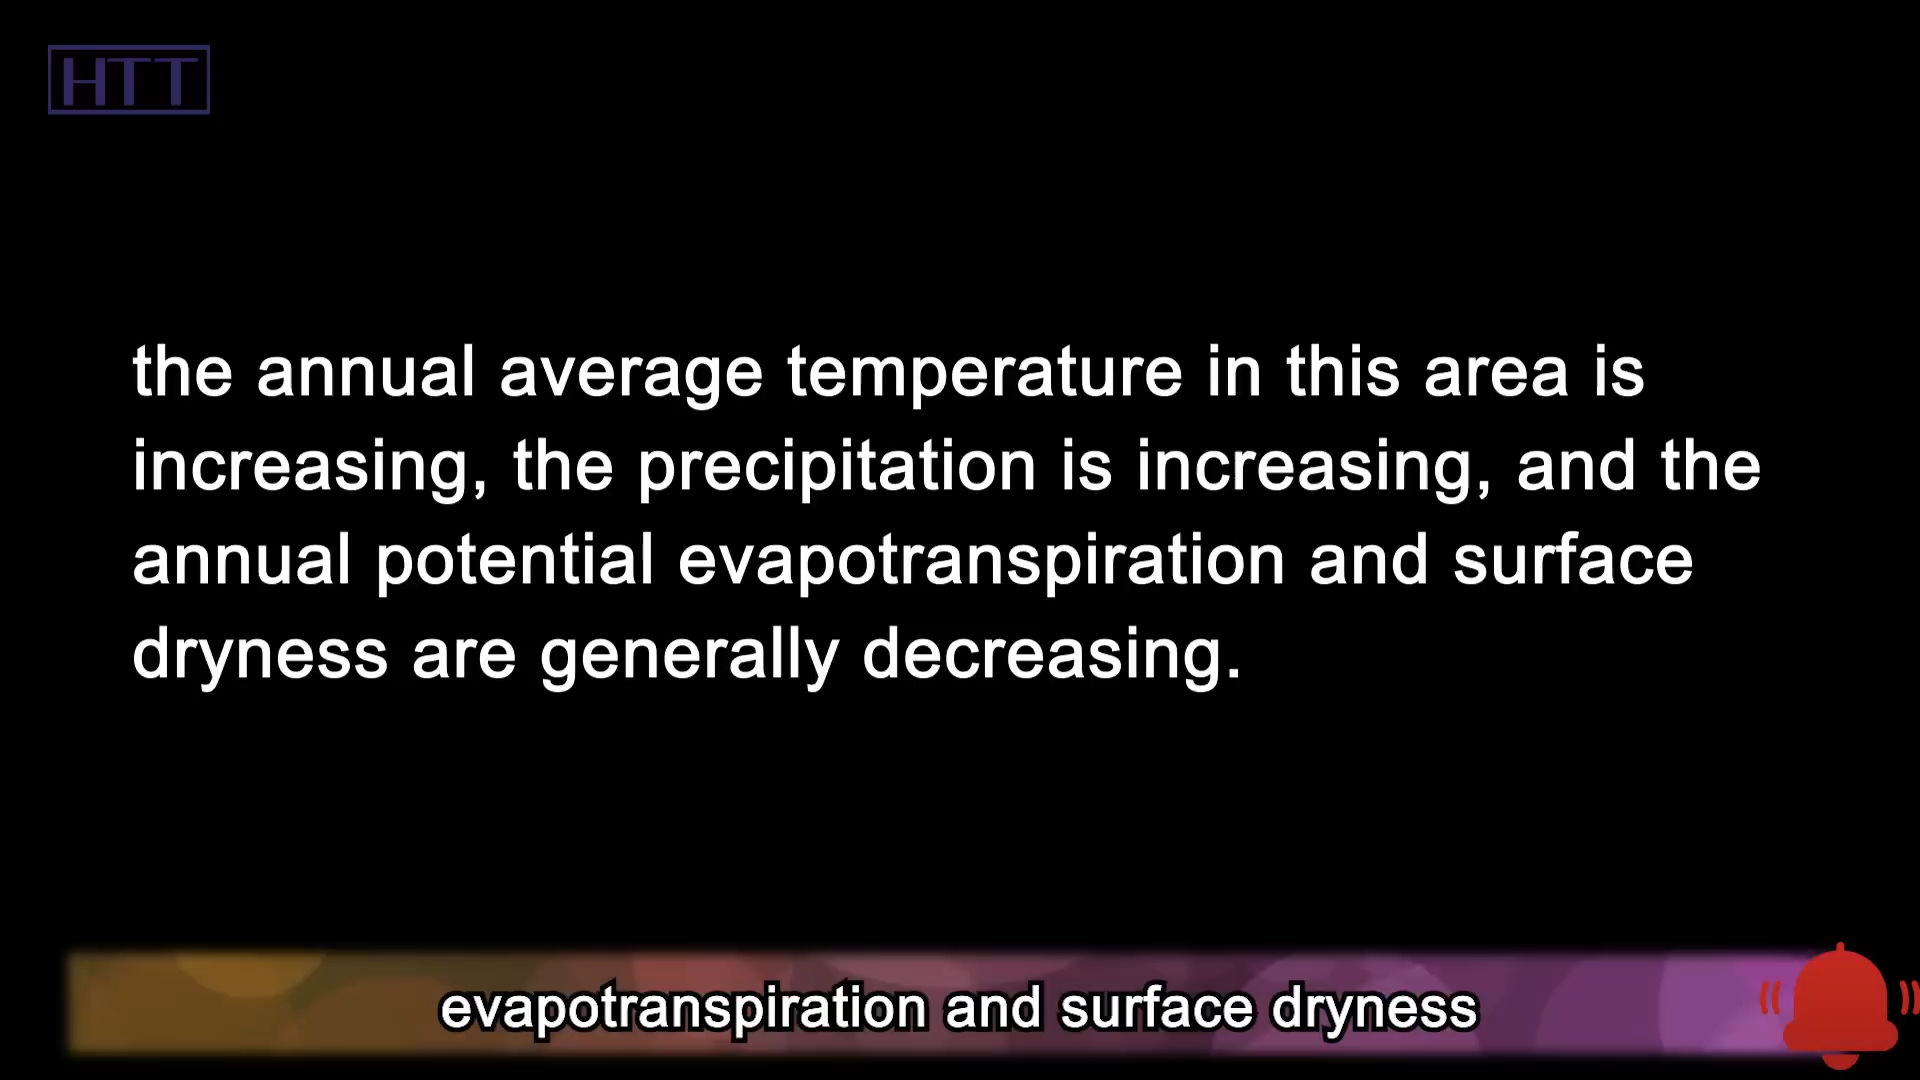 HTT
the annual average temperature in this area is
increasing, the precipitation is increasing, and the
annual potential evapotranspiration and surface
dryness are generally decreasing.
evapotranspiration and surface dryness